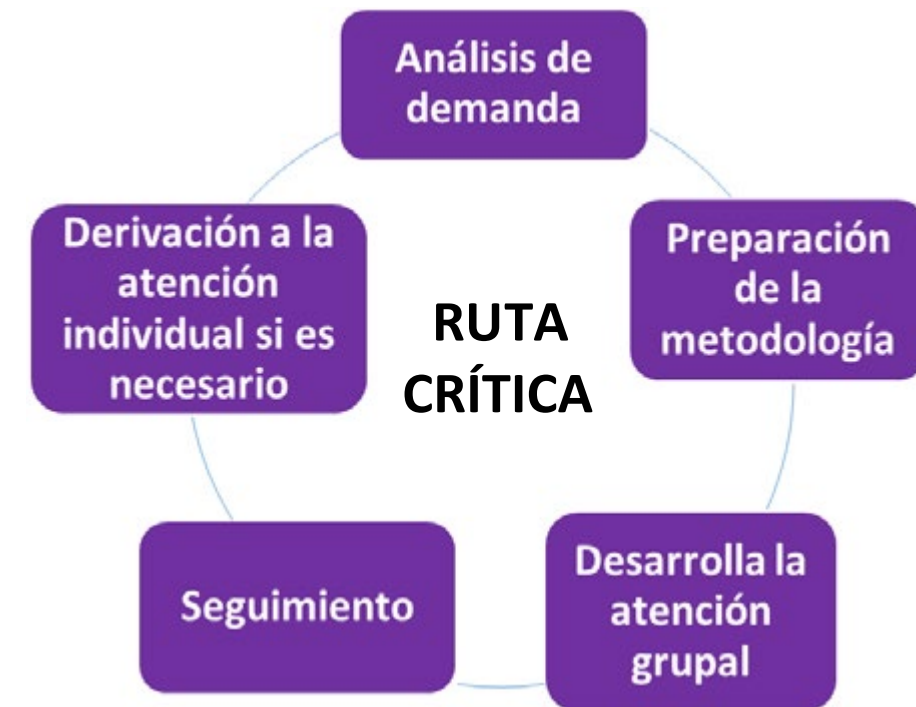 Análisis de
demanda
Preparación
de la
metodología
Desarrolla la
atención
grupal
Seguimiento
Derivación a la
atención
individual si es
necesario
RUTA
CRÍTICA